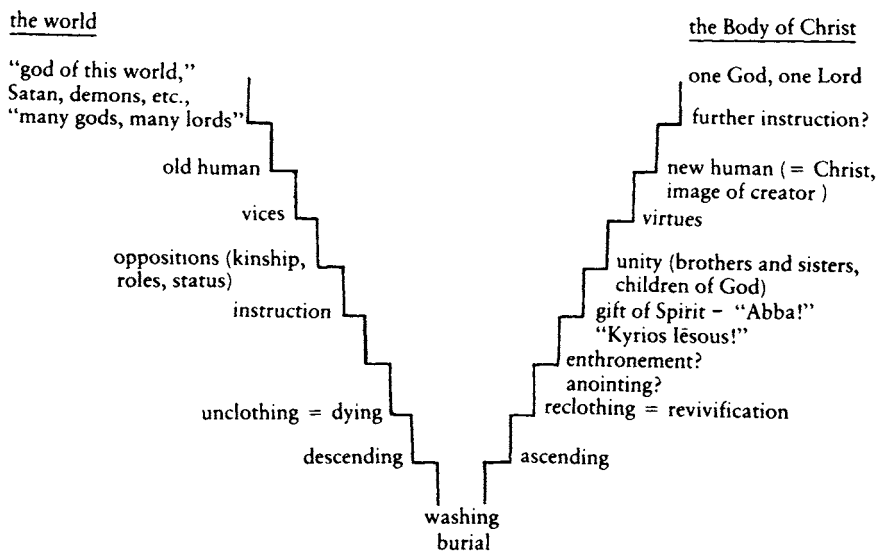 the world
"god of this world,"
Satan, demons, etc.,
"many gods, many lords"
old human
vices
oppositions (kinship,
roles, status)
instruction
unclothing = dying
descending
washing
burial
the Body of Christ
one God, one Lord
further instruction?
new human (= Christ,
image of creator)
virtues
unity (brothers and sisters,
children of God)
gift of Spirit – "Abba!"
"Kyrios Iēsous!"
enthronement?
anointing?
reclothing = revivification
ascending